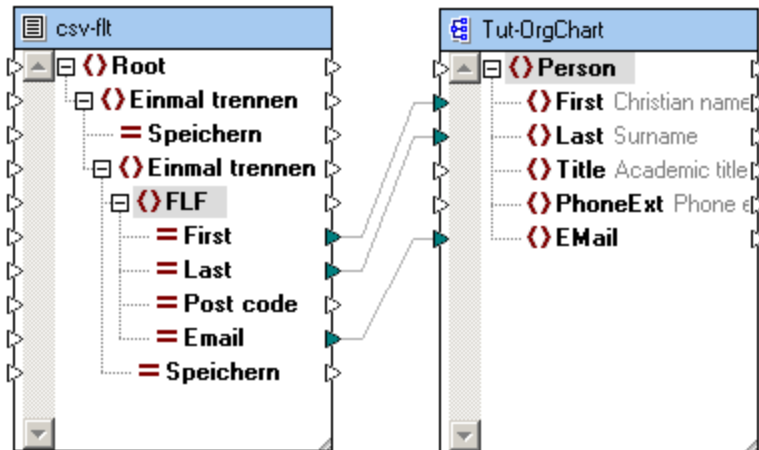 csv-flt
Root
Einmal trennen
Speichern
Einmal trennen
FLF
First
Last
Post code
Email
Speichern
Tut-OrgChart
Person
First Christian name
Last Surname
Title Academic title
PhoneExt Phone e
EMail